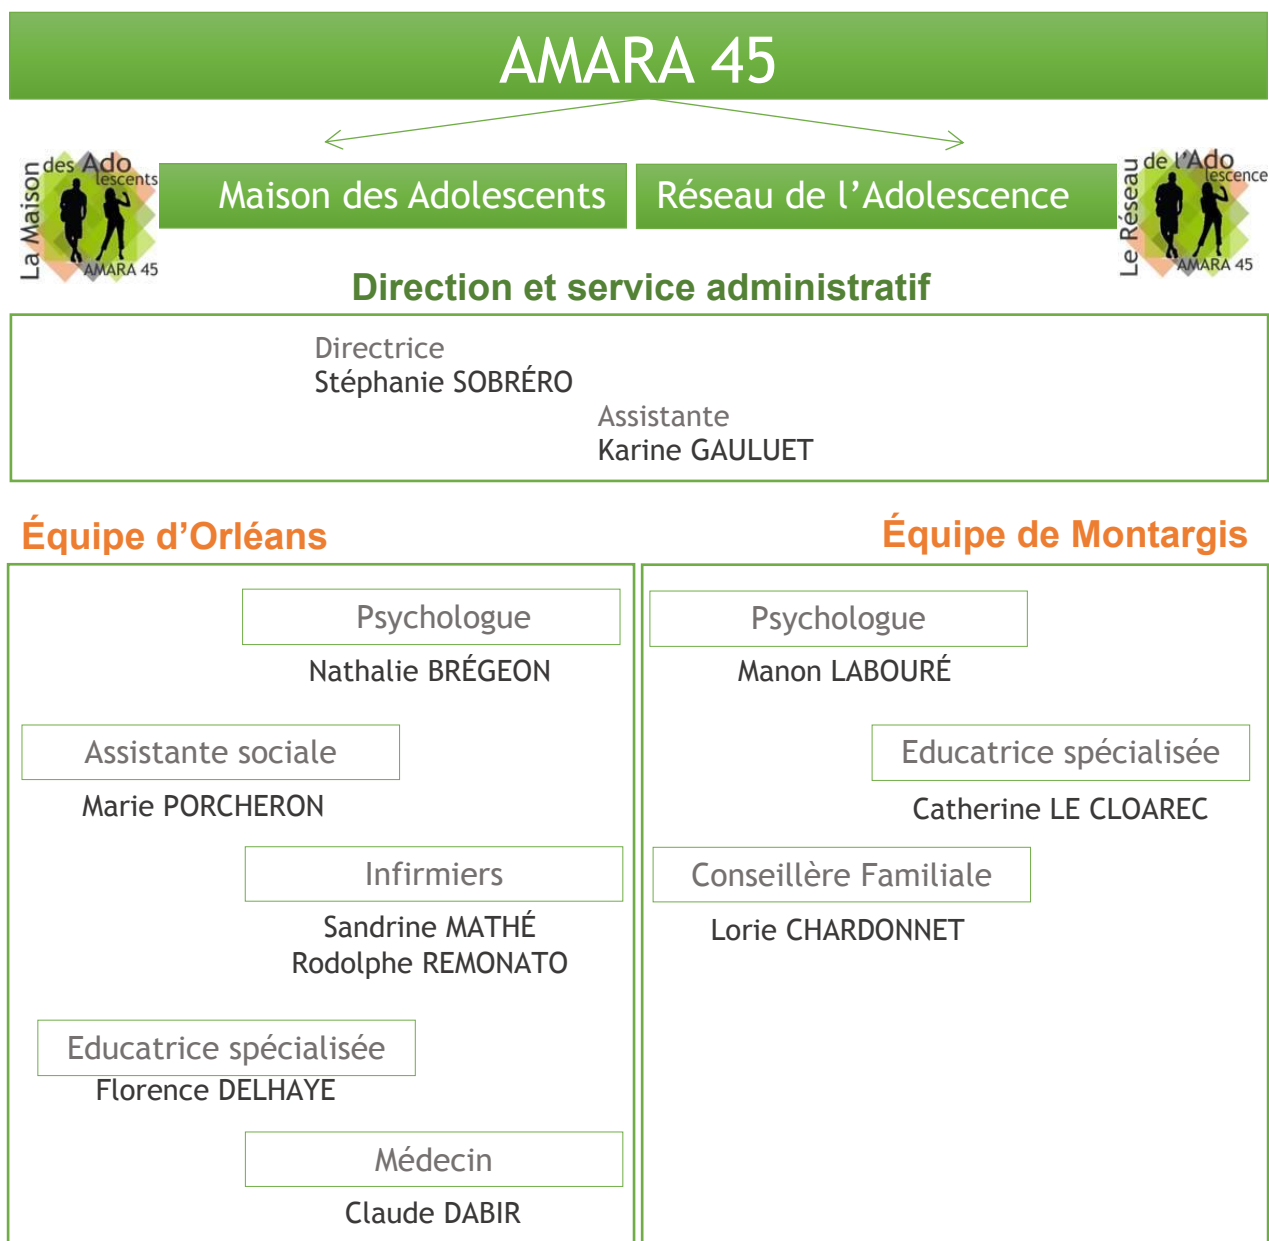 AMARA 45
La Maison
des Ado
lescents
AMARA 45
Maison des Adolescents
Réseau de l’Adolescence
Le Réseau
de l’Ado
lescence
AMARA 45
Direction et service administratif
Directrice
Stéphanie SOBRÉRO
Assistante
Karine GAULUET
Équipe d’Orléans
Psychologue
Nathalie BRÉGEON
Assistante sociale
Marie PORCHERON
Infirmiers
Sandrine MATHÉ
Rodolphe REMONATO
Educatrice spécialisée
Florence DELHAYE
Médecin
Claude DABIR
Équipe de Montargis
Psychologue
Manon LABOURÉ
Educatrice spécialisée
Catherine LE CLOAREC
Conseillère Familiale
Lorie CHARDONNET